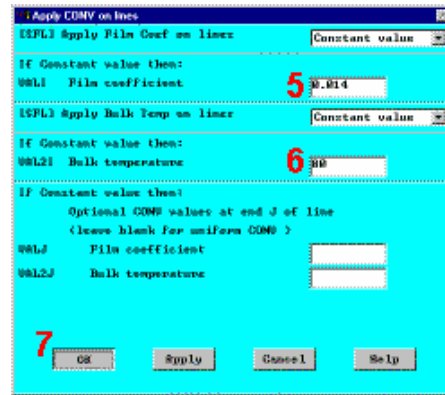 Apply CONV on lines
[SFL] Apply Film Coef on lines
Constant value
If Constant value then:
VALI Film coefficient
5
0.014
[SFL] Apply Bulk Temp on lines
Constant value
If Constant value then:
VAL2I Bulk temperature
6
80
If Constant value then:
Optional CONV values at end J of line
(leave blank for uniform CONV )
VALJ Film coefficient
VAL2J Bulk temperature
7
OK Apply Cancel Help